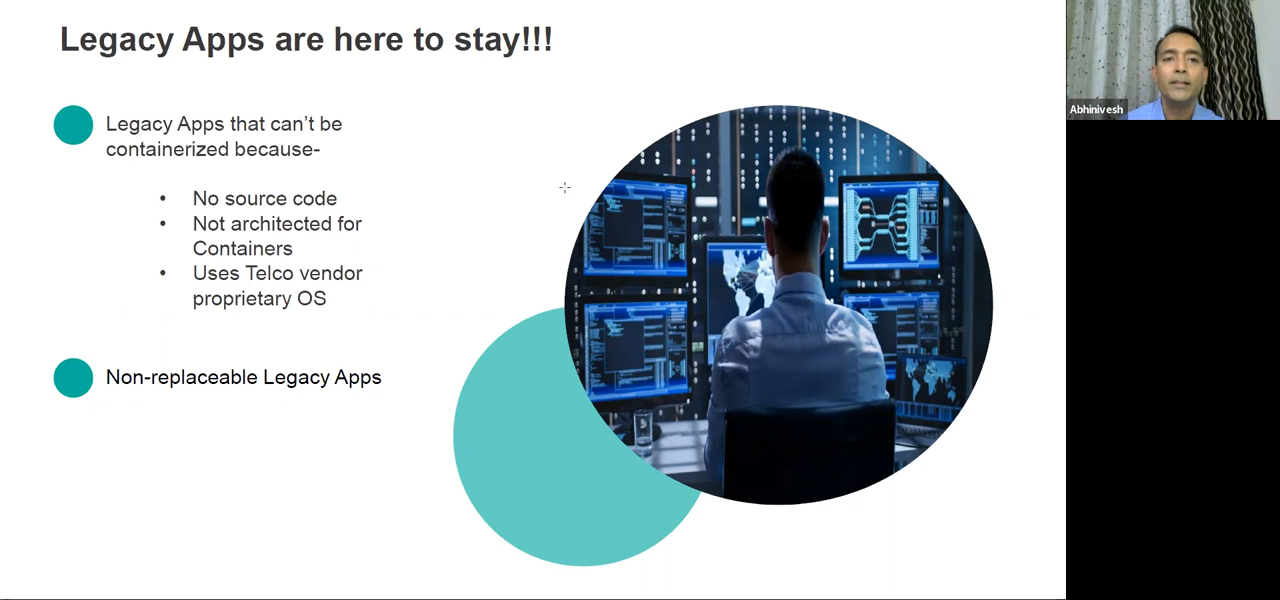 Legacy Apps are here to stay!!!
Legacy Apps that can't be
containerized because-
• No source code
• Not architected for
Containers
• Uses Telco vendor
proprietary OS
Non-replaceable Legacy Apps
Abhinivesh